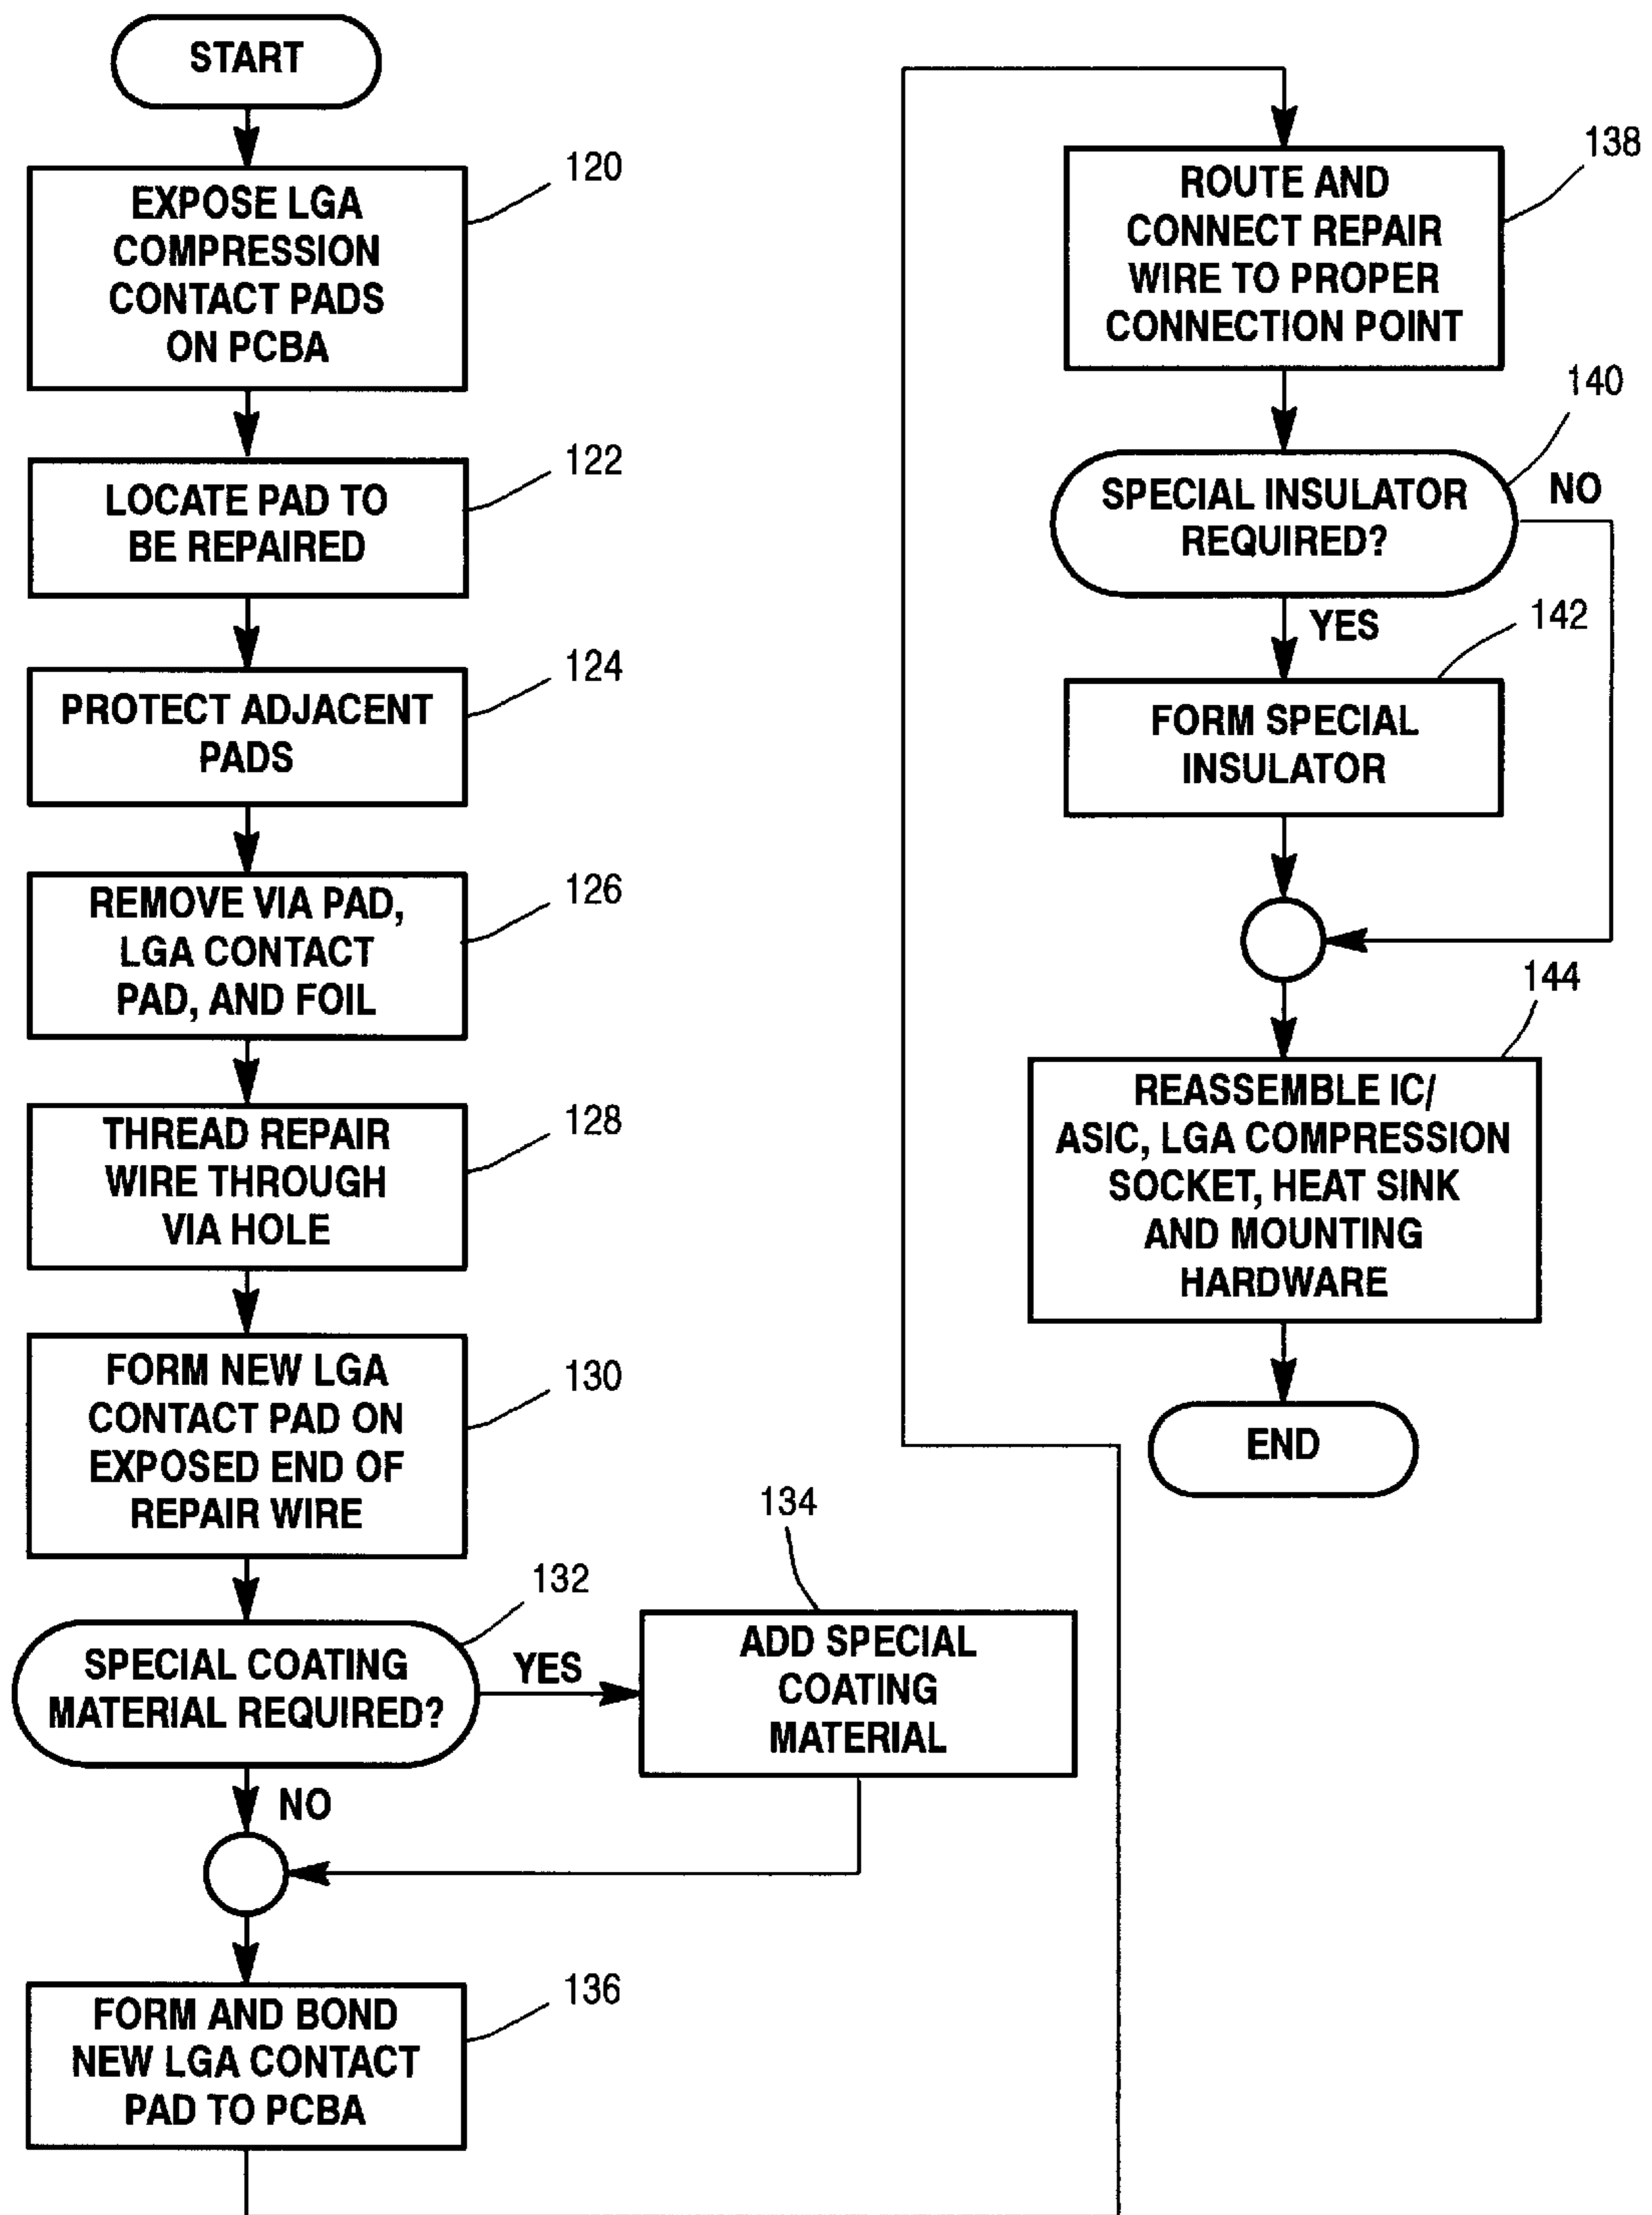 START
120
EXPOSE LGA
COMPRESSION
CONTACT PADS
ON PCBA
122
LOCATE PAD TO
BE REPAIRED
124
PROTECT ADJACENT
PADS
126
REMOVE VIA PAD,
LGA CONTACT
PAD, AND FOIL
128
THREAD REPAIR
WIRE THROUGH
VIA HOLE
130
FORM NEW LGA
CONTACT PAD ON
EXPOSED END OF
REPAIR WIRE
132
SPECIAL COATING
MATERIAL REQUIRED?
YES
134
ADD SPECIAL
COATING
MATERIAL
NO
136
FORM AND BOND
NEW LGA CONTACT
PAD TO PCBA
138
ROUTE AND
CONNECT REPAIR
WIRE TO PROPER
CONNECTION POINT
140
SPECIAL INSULATOR
REQUIRED?
NO
YES
142
FORM SPECIAL
INSULATOR
144
REASSEMBLE IC/
ASIC, LGA COMPRESSION
SOCKET, HEAT SINK
AND MOUNTING
HARDWARE
END